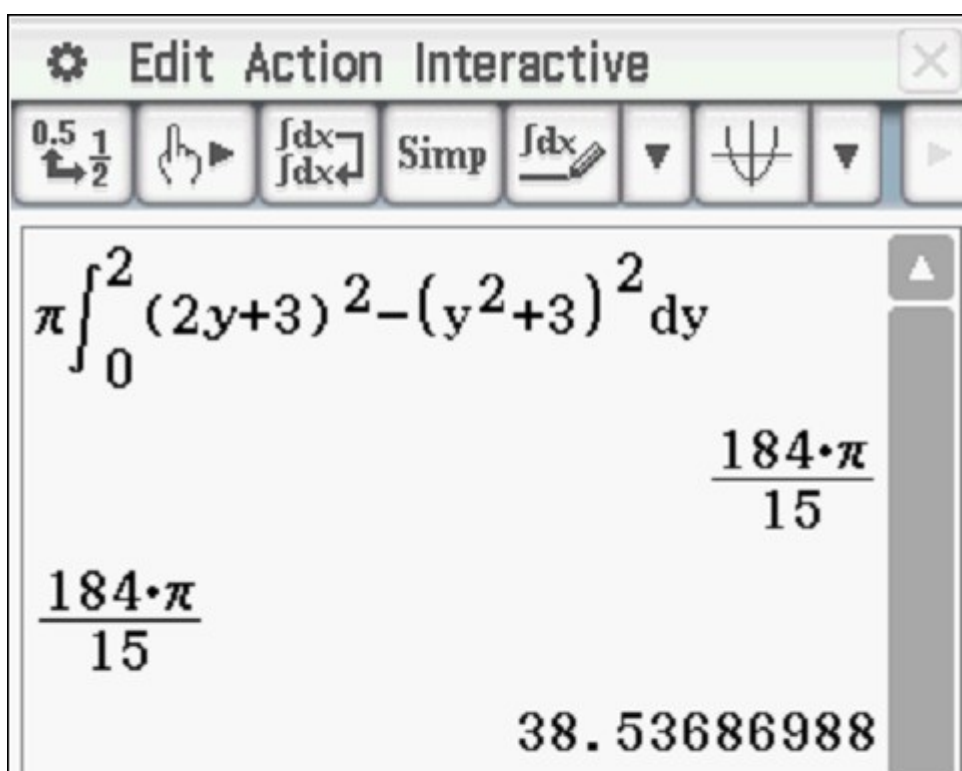 Edit Action Interactive
0.5 1/2 ∫dx ∫dx Simp ∫dx
π∫₀² (2y+3)²-(y²+3)² dy
184·π/15
184·π/15
38.53686988